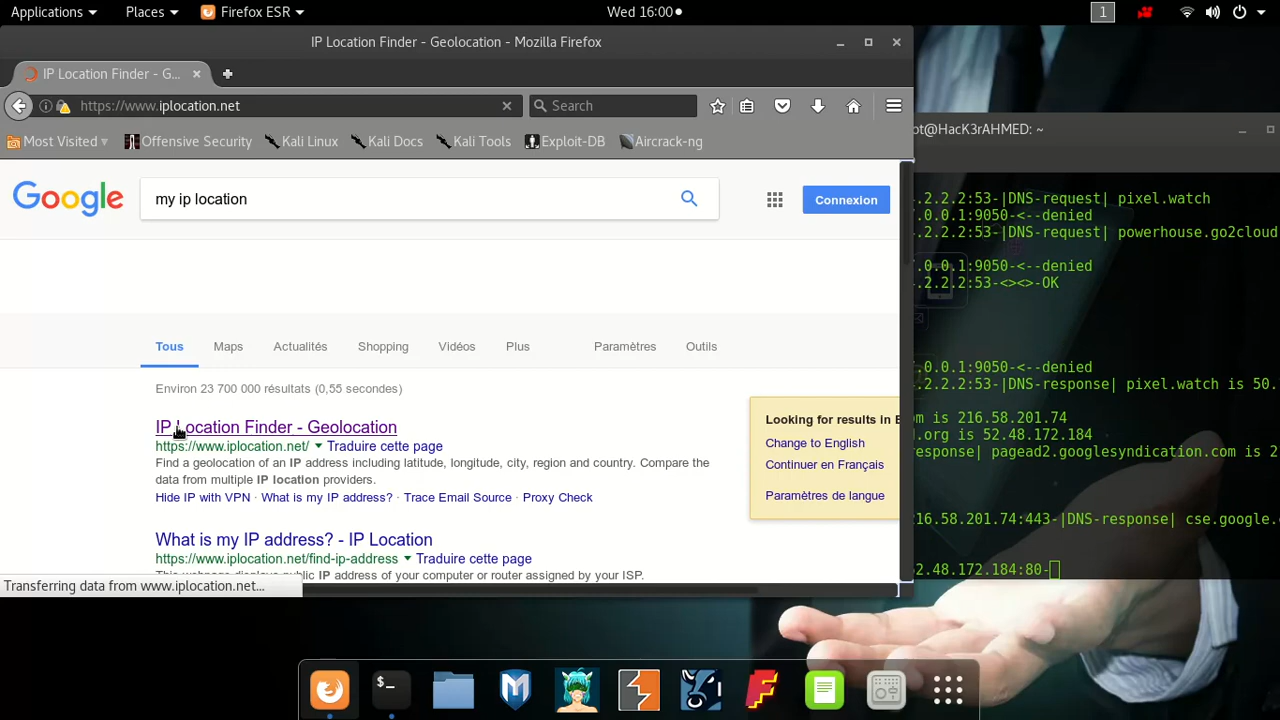 Applications
Places
Firefox ESR
Wed 16:00
1
IP Location Finder - Geolocation - Mozilla Firefox
IP Location Finder - G...
https://www.iplocation.net
Search
Most Visited
Offensive Security
Kali Linux
Kali Docs
Kali Tools
Exploit-DB
Aircrack-ng
Google
my ip location
Connexion
Tous
Maps
Actualités
Shopping
Vidéos
Plus
Paramètres
Outils
Environ 23 700 000 résultats (0,55 secondes)
IP Location Finder - Geolocation
https://www.iplocation.net/
Traduire cette page
Find a geolocation of an IP address including latitude, longitude, city, region and country. Compare the
data from multiple IP location providers.
Hide IP with VPN · What is my IP address? · Trace Email Source · Proxy Check
What is my IP address? - IP Location
https://www.iplocation.net/find-ip-address
Traduire cette page
This webpage displays public IP address of your computer or router assigned by your ISP.
Looking for results in E
Change to English
Continuer en Français
Paramètres de langue
Transferring data from www.iplocation.net...
ot@HacK3rAHMED: ~
.2.2.2:53-|DNS-request| pixel.watch
.0.0.1:9050-<--denied
.2.2.2:53-|DNS-request| powerhouse.go2cloud
.0.0.1:9050-<--denied
.2.2.2:53-<><>-OK
.0.0.1:9050-<--denied
.2.2.2:53-|DNS-response| pixel.watch is 50.
om is 216.58.201.74
d.org is 52.48.172.184
response| pagead2.googlesyndication.com is 2
216.58.201.74:443-|DNS-response| cse.google.
52.48.172.184:80-